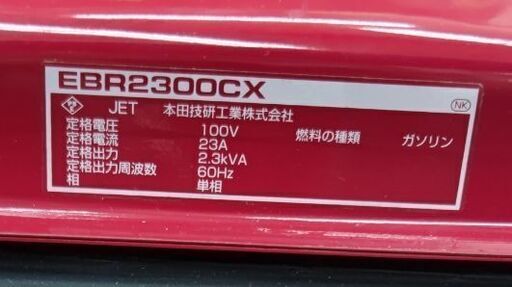 EBR2300CX
PSE JET 本田技研工業株式会社 NK
定格電圧 100V 燃料の種類 ガソリン
定格電流 23A
定格出力 2.3kVA
定格出力周波数 60Hz
相 単相